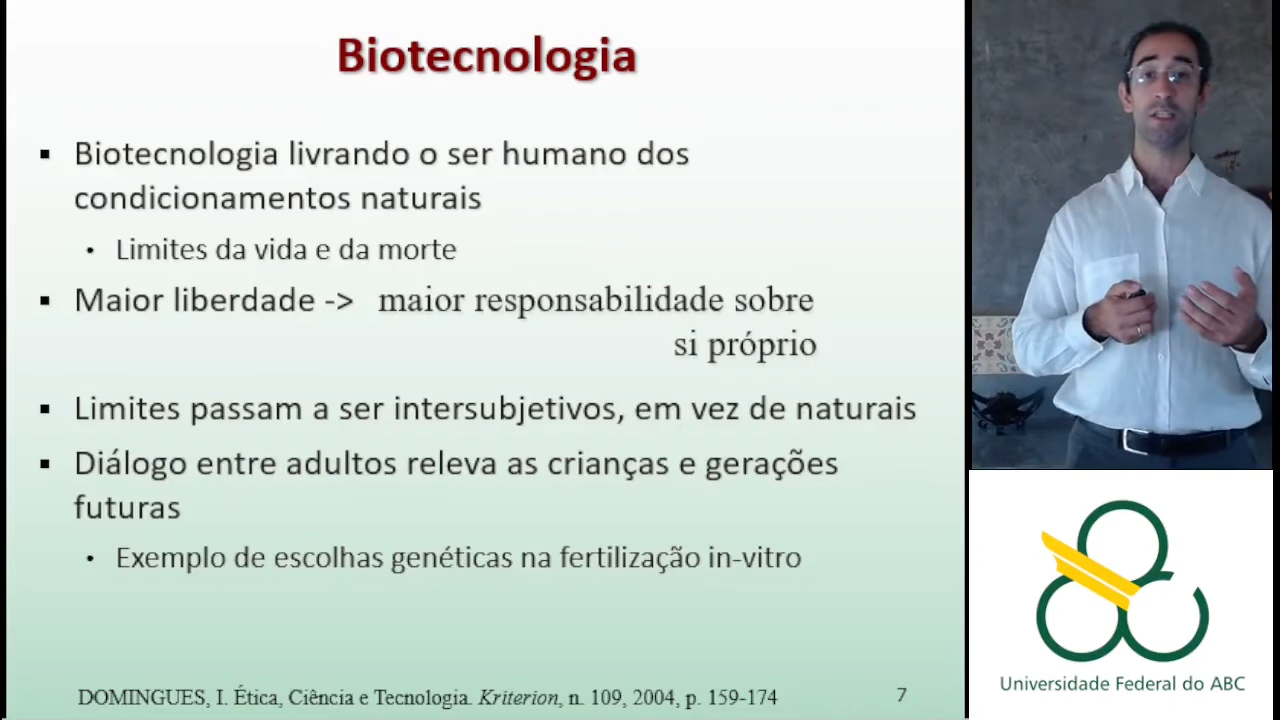 Biotecnologia
▪ Biotecnologia livrando o ser humano dos
condicionamentos naturais
• Limites da vida e da morte
▪ Maior liberdade -> maior responsabilidade sobre
si próprio
▪ Limites passam a ser intersubjetivos, em vez de naturais
▪ Diálogo entre adultos releva as crianças e gerações
futuras
• Exemplo de escolhas genéticas na fertilização in-vitro
DOMINGUES, I. Ética, Ciência e Tecnologia. Kriterion, n. 109, 2004, p. 159-174
7
Universidade Federal do ABC